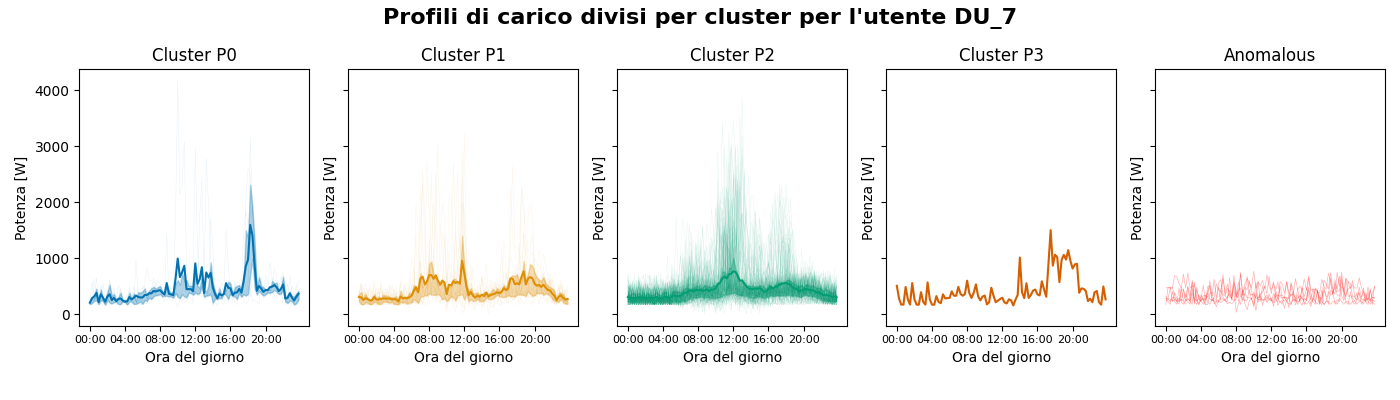 Profili di carico divisi per cluster per l'utente DU_7
Cluster P0
Cluster P1
Cluster P2
Cluster P3
Anomalous
Potenza [W]
4000
3000
2000
1000
0
00:00 04:00 08:00 12:00 16:00 20:00
Ora del giorno
Potenza [W]
00:00 04:00 08:00 12:00 16:00 20:00
Ora del giorno
Potenza [W]
00:00 04:00 08:00 12:00 16:00 20:00
Ora del giorno
Potenza [W]
00:00 04:00 08:00 12:00 16:00 20:00
Ora del giorno
Potenza [W]
00:00 04:00 08:00 12:00 16:00 20:00
Ora del giorno